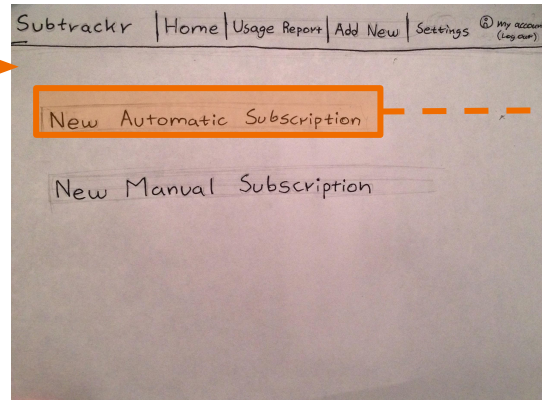 Subtrackr | Home | Usage Report | Add New | Settings my account
(Log out)
New Automatic Subscription
New Manual Subscription